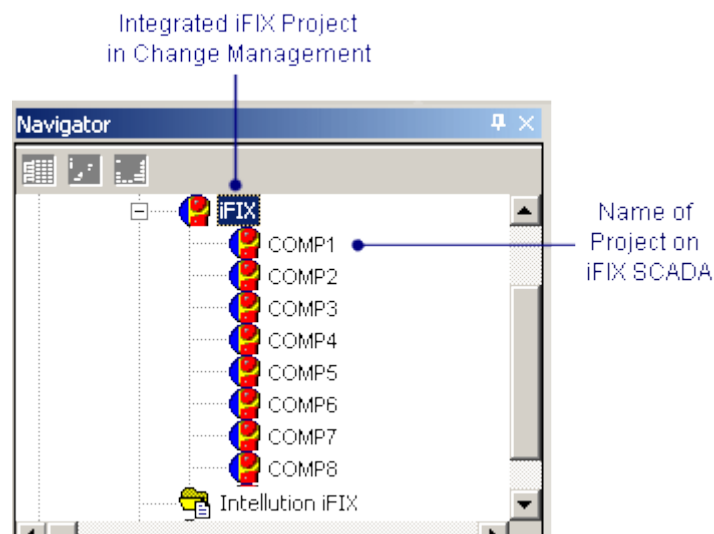 Integrated iFIX Project
in Change Management
Navigator
iFIX
COMP1
Name of
Project on
iFIX SCADA
COMP2
COMP3
COMP4
COMP5
COMP6
COMP7
COMP8
Intellution iFIX